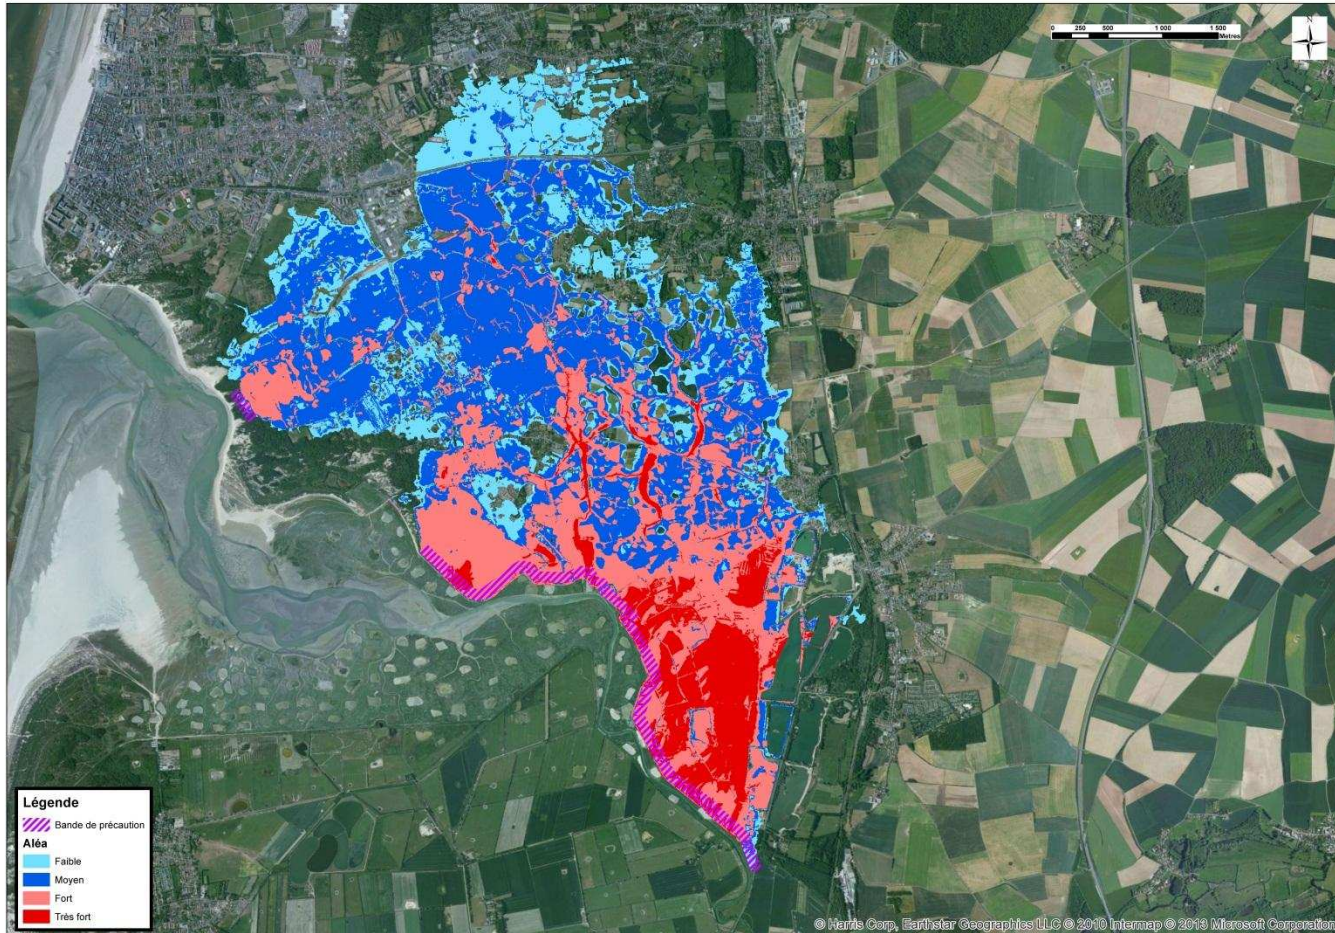 0 250 500 1 000 1 500
Metres
N
Légende
Bande de précaution
Aléa
Faible
Moyen
Fort
Très fort
© Harris Corp, Earthstar Geographics LLC © 2010 Intermap © 2013 Microsoft Corporation